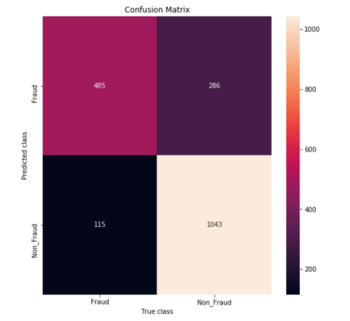 Confusion Matrix
Predicted class
Fraud
485
286
Non_Fraud
115
1043
Fraud
Non_Fraud
True class
1000
800
600
400
200